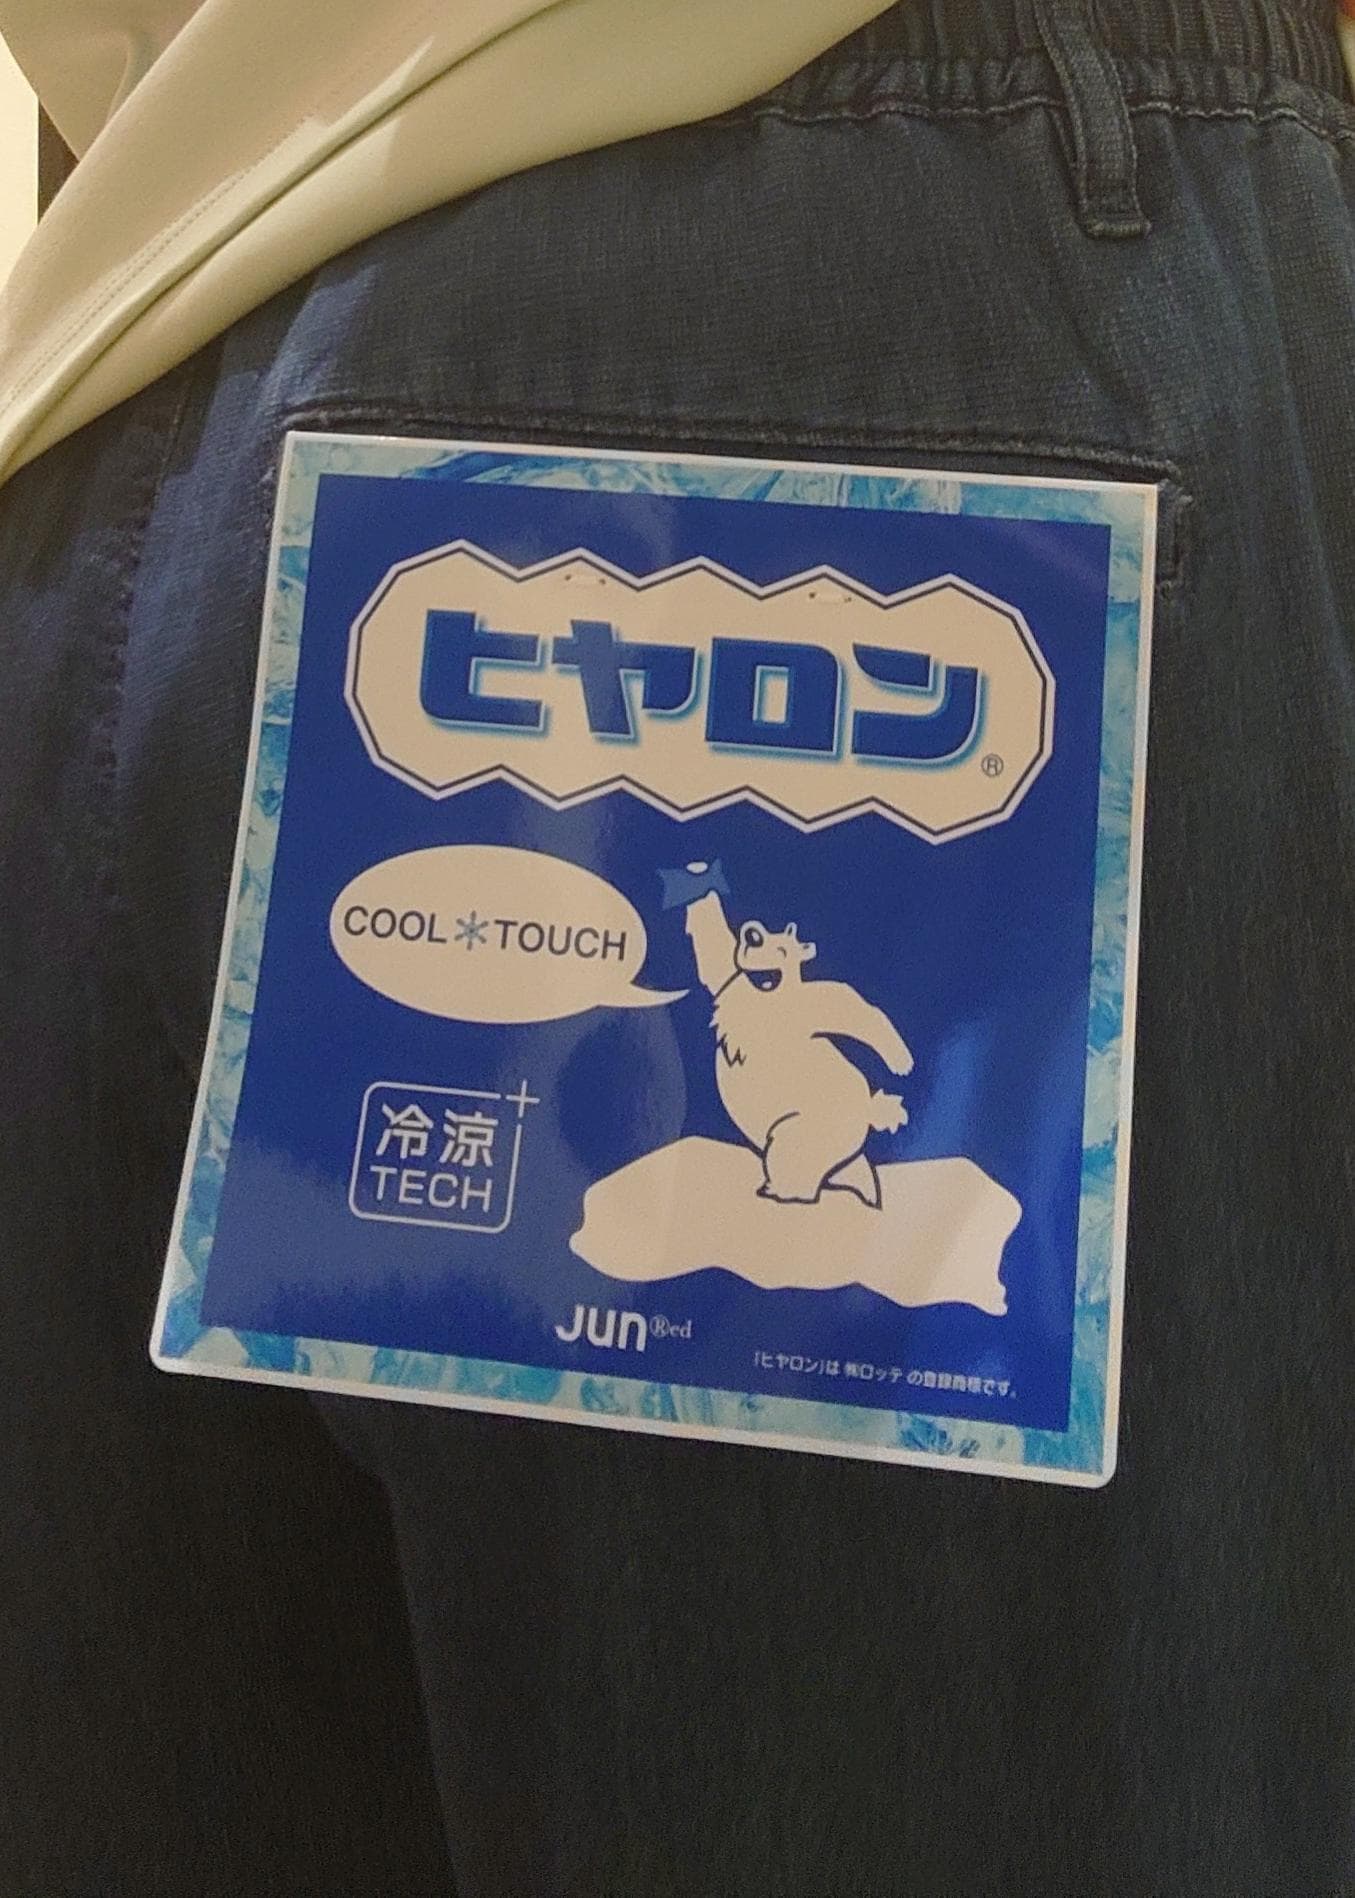 ヒヤロン®
COOL*TOUCH
冷涼
TECH
Jun®ed
「ヒヤロン」は ㈱ロッテ の登録商標です。